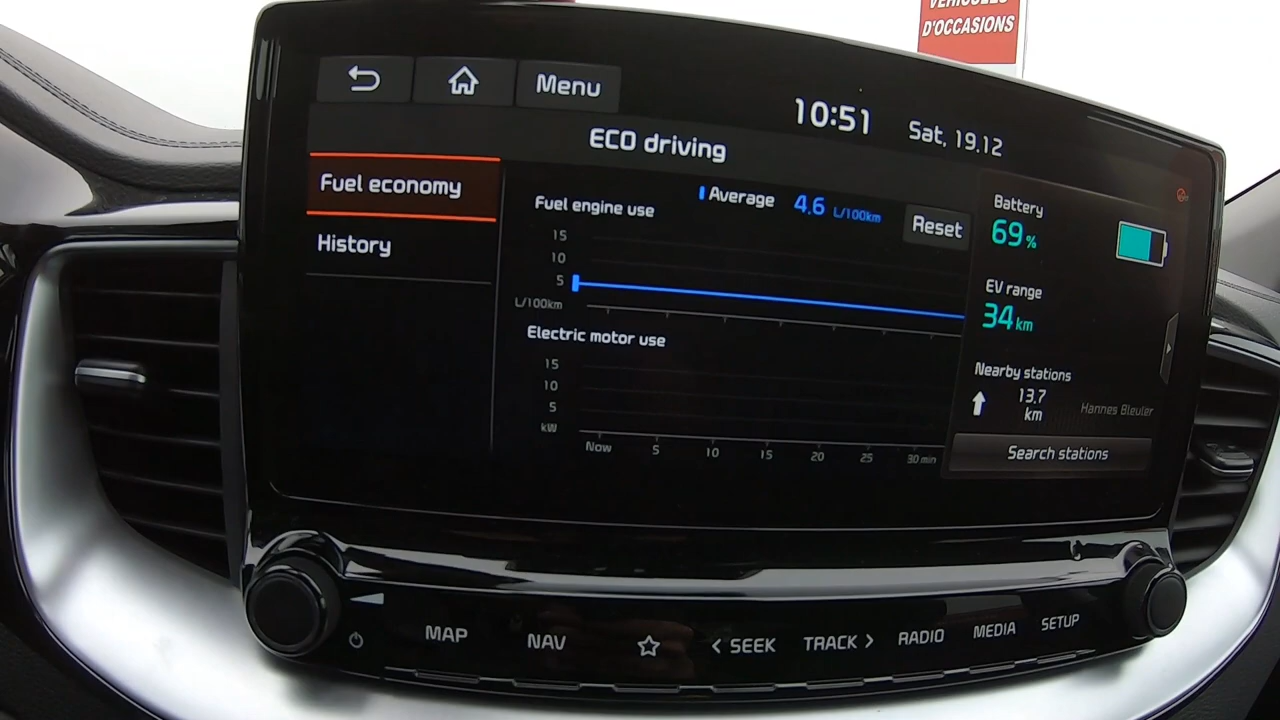 VÉHICULES
D'OCCASIONS
Menu
10:51
Sat, 19.12
ECO driving
Fuel economy
History
Fuel engine use
Average 4.6 L/100km
Reset
15
10
5
L/100km
Electric motor use
15
10
5
kW
Now 5 10 15 20 25 30 min
Battery
69 %
EV range
34 km
Nearby stations
13.7
km
Hannes Bleuler
Search stations
MAP
NAV
< SEEK
TRACK >
RADIO
MEDIA
SETUP